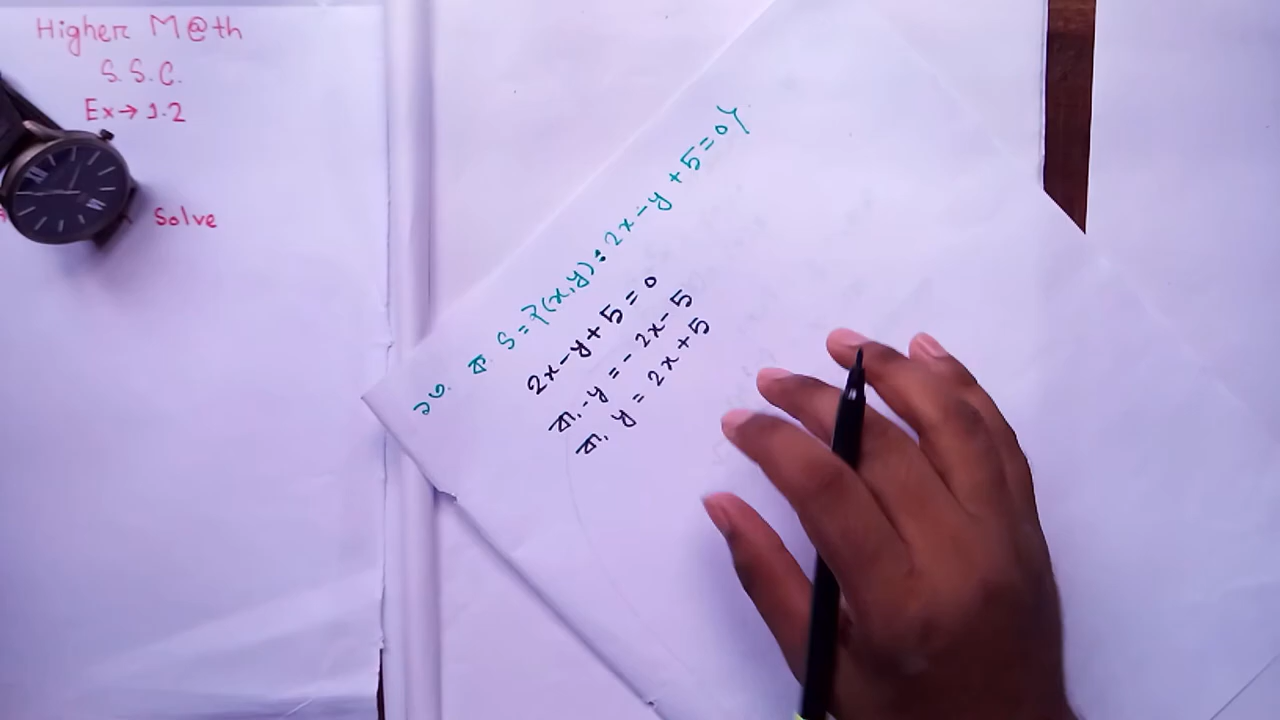 Higher M@th
S.S.C.
Ex→ 1.2
Solve
১৩. ক. S = {(x,y) : 2x - y + 5 = 0}
2x - y + 5 = 0
বা, - y = - 2x - 5
বা, y = 2x + 5